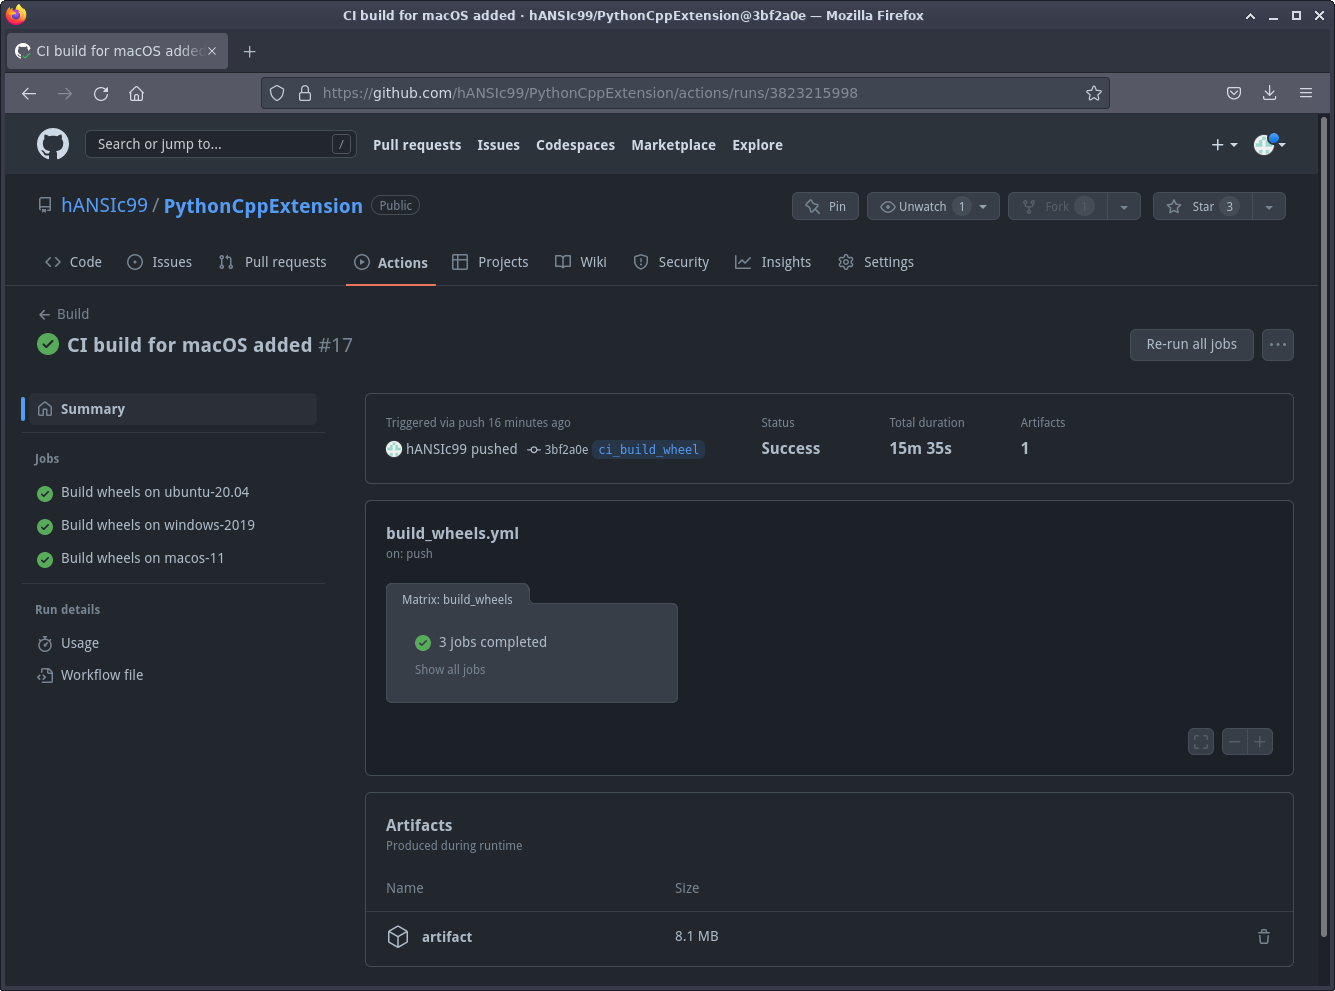 CI build for macOS added · hANSIc99/PythonCppExtension@3bf2a0e — Mozilla Firefox
CI build for macOS added
https://github.com/hANSIc99/PythonCppExtension/actions/runs/3823215998
Search or jump to... / Pull requests Issues Codespaces Marketplace Explore
hANSIc99 / PythonCppExtension Public Pin Unwatch 1 Fork 1 Star 3
Code Issues Pull requests Actions Projects Wiki Security Insights Settings
← Build
CI build for macOS added #17 Re-run all jobs
Summary
Jobs
Build wheels on ubuntu-20.04
Build wheels on windows-2019
Build wheels on macos-11
Run details
Usage
Workflow file
Triggered via push 16 minutes ago Status Total duration Artifacts
hANSIc99 pushed 3bf2a0e ci_build_wheel Success 15m 35s 1
build_wheels.yml
on: push
Matrix: build_wheels
3 jobs completed
Show all jobs
Artifacts
Produced during runtime
Name Size
artifact 8.1 MB